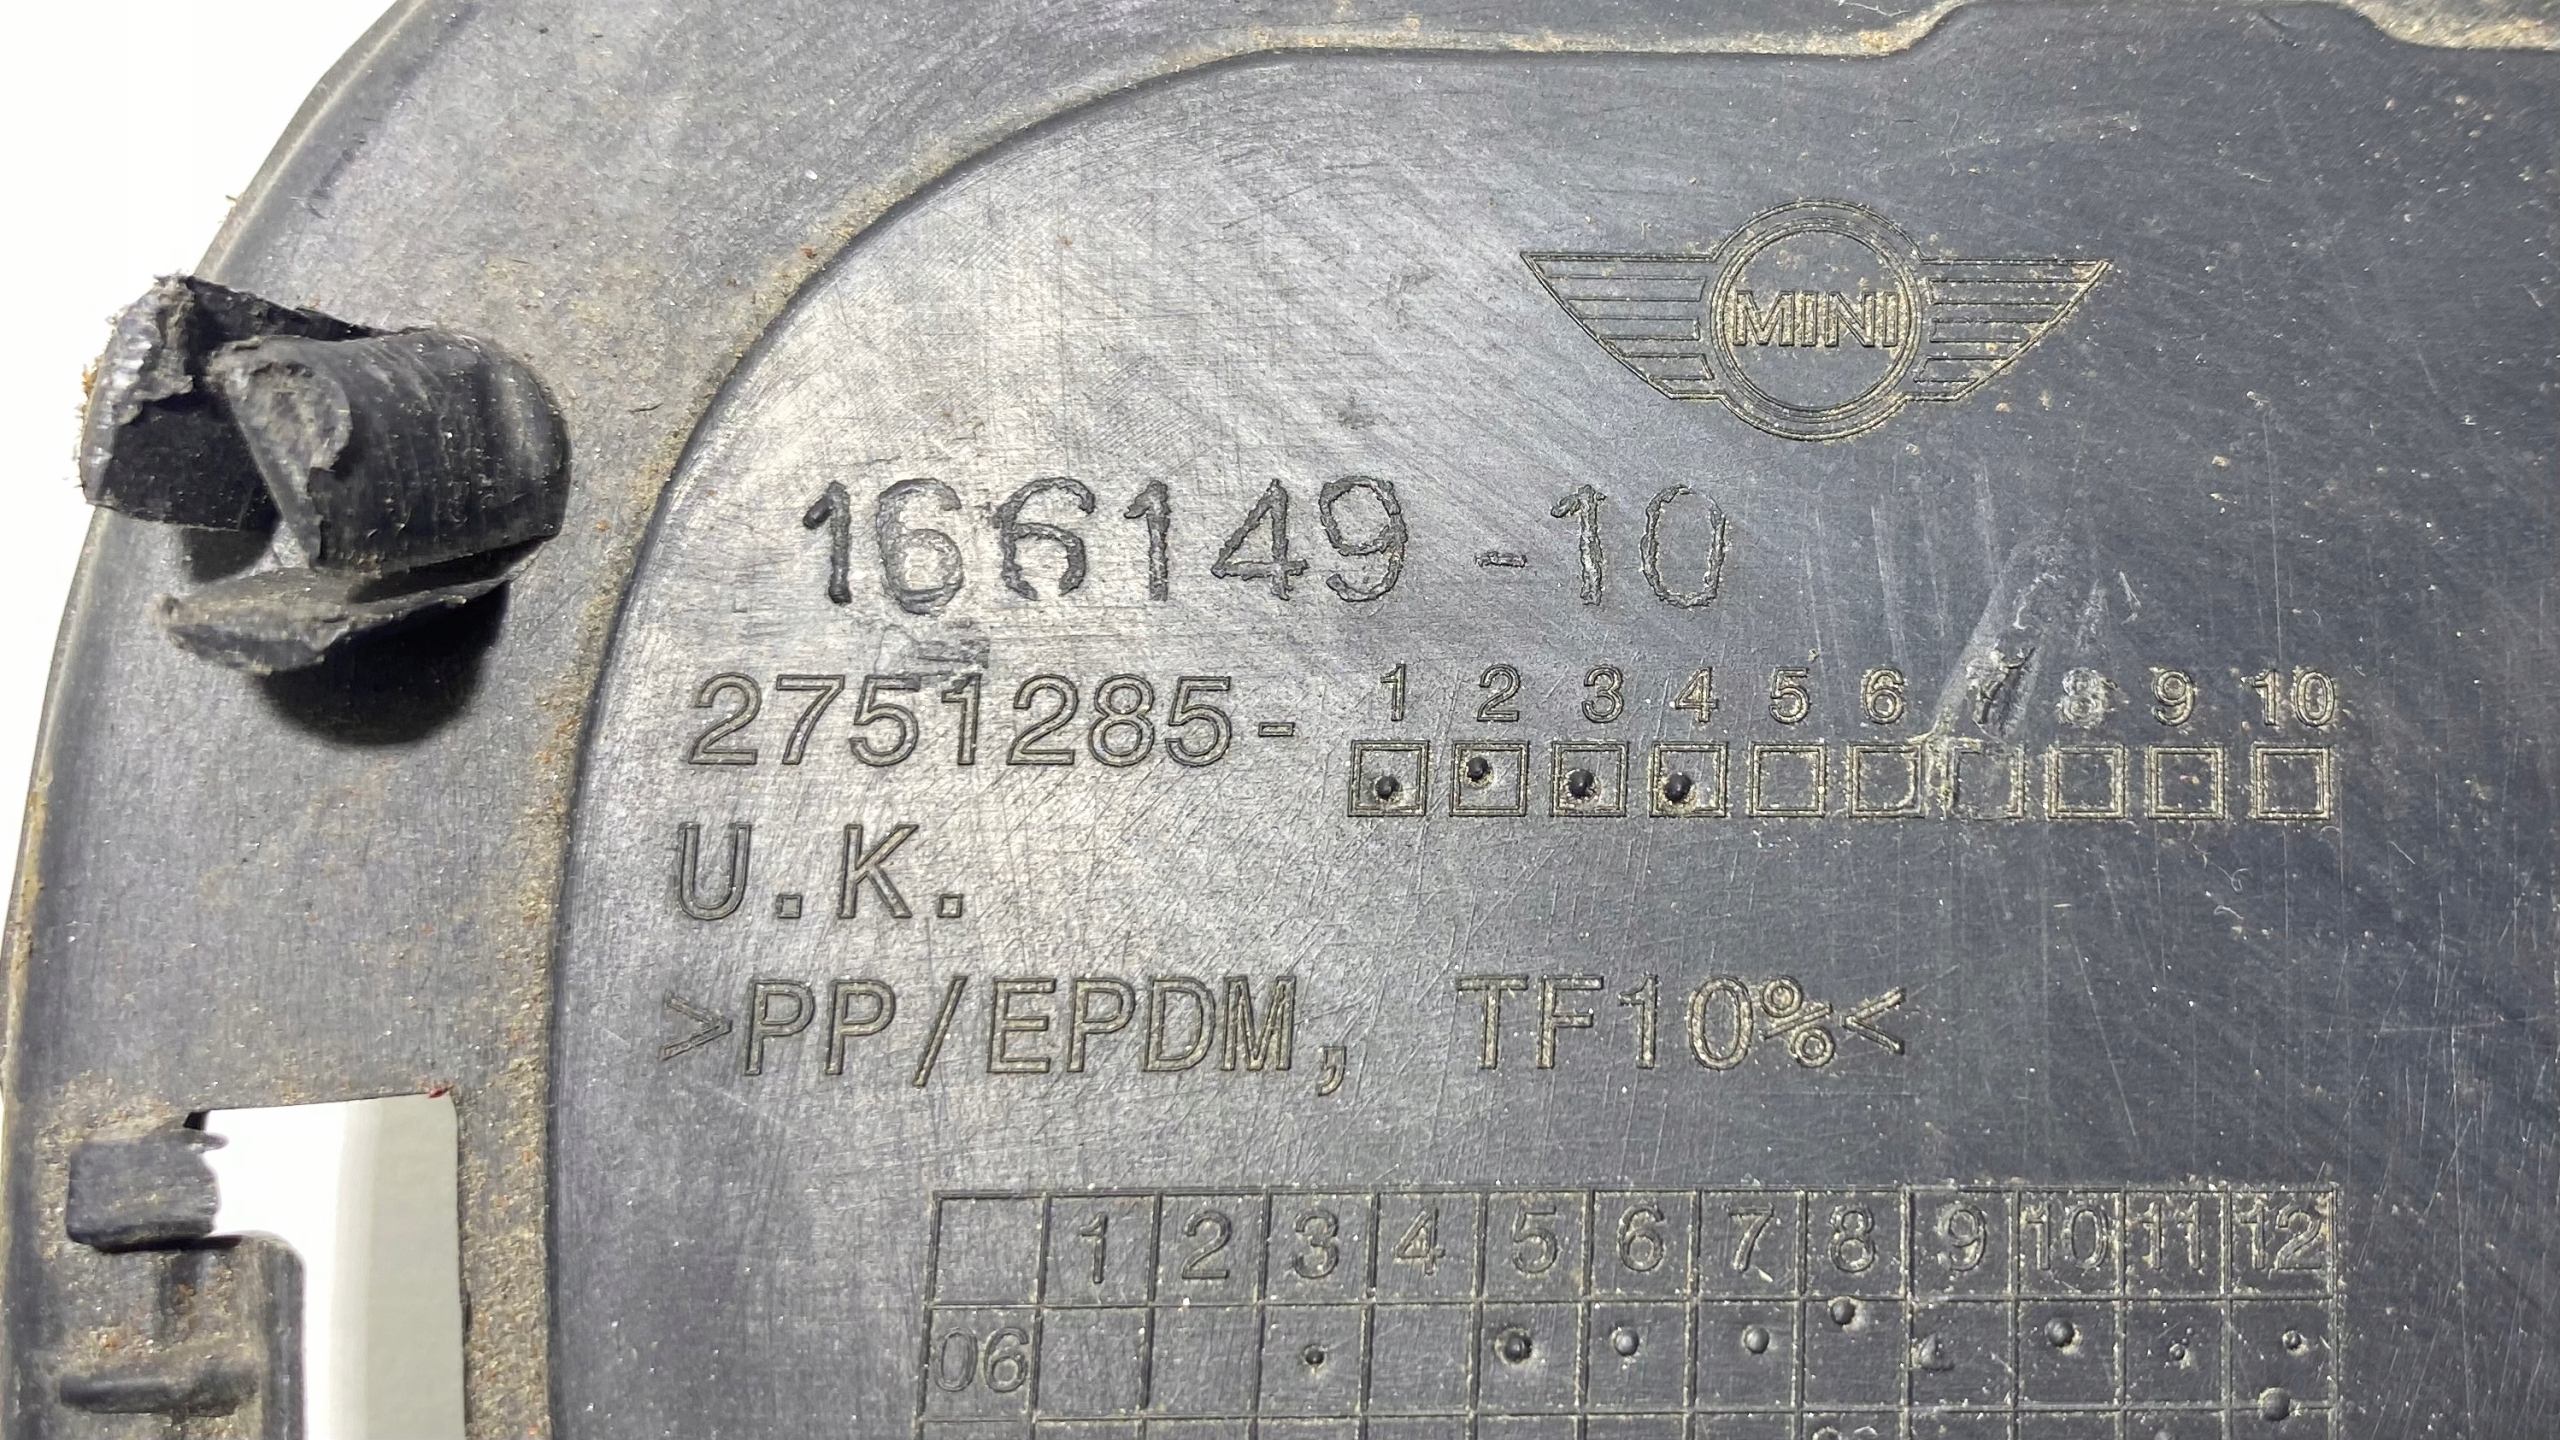 MINI
166149-10
2751285- 1 2 3 4 5 6 7 8 9 10
U.K.
>PP/EPDM, TF10%<
1 2 3 4 5 6 7 8 9 10 11 12
06